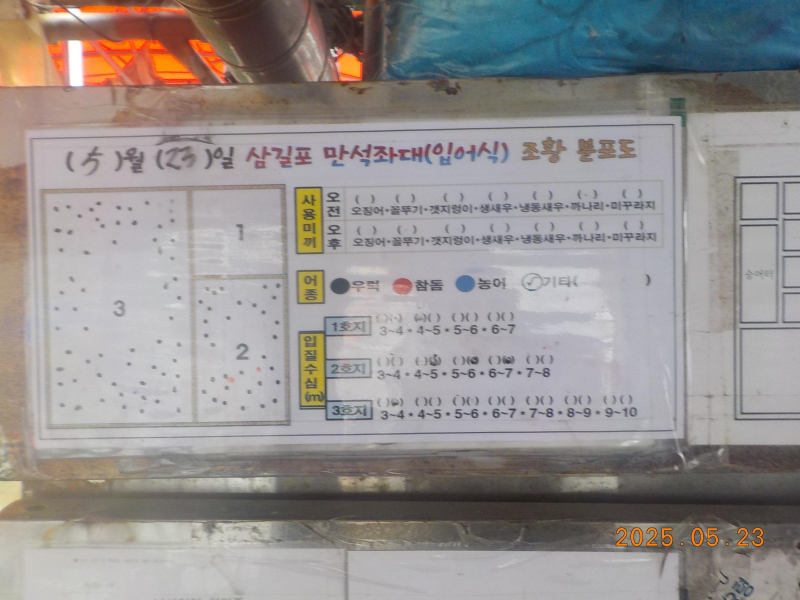 (5)월 (23)일 삼길포 만석좌대(입어식) 조황 분포도
1
2
3
사용미끼
오전 ( ) ( ) ( ) ( ) ( ) ( ) ( )
오징어•꼴뚜기•갯지렁이•생새우•냉동새우•까나리•미꾸라지
오후 ( ) ( ) ( ) ( ) ( ) ( ) ( )
오징어•꼴뚜기•갯지렁이•생새우•냉동새우•까나리•미꾸라지
어종 우럭 참돔 농어 기타( )
입질수심(m)
1호지 3~4 • 4~5 • 5~6 • 6~7
2호지 3~4 • 4~5 • 5~6 • 6~7 • 7~8
3호지 3~4 • 4~5 • 5~6 • 6~7 • 7~8 • 8~9 • 9~10
2025.05.23